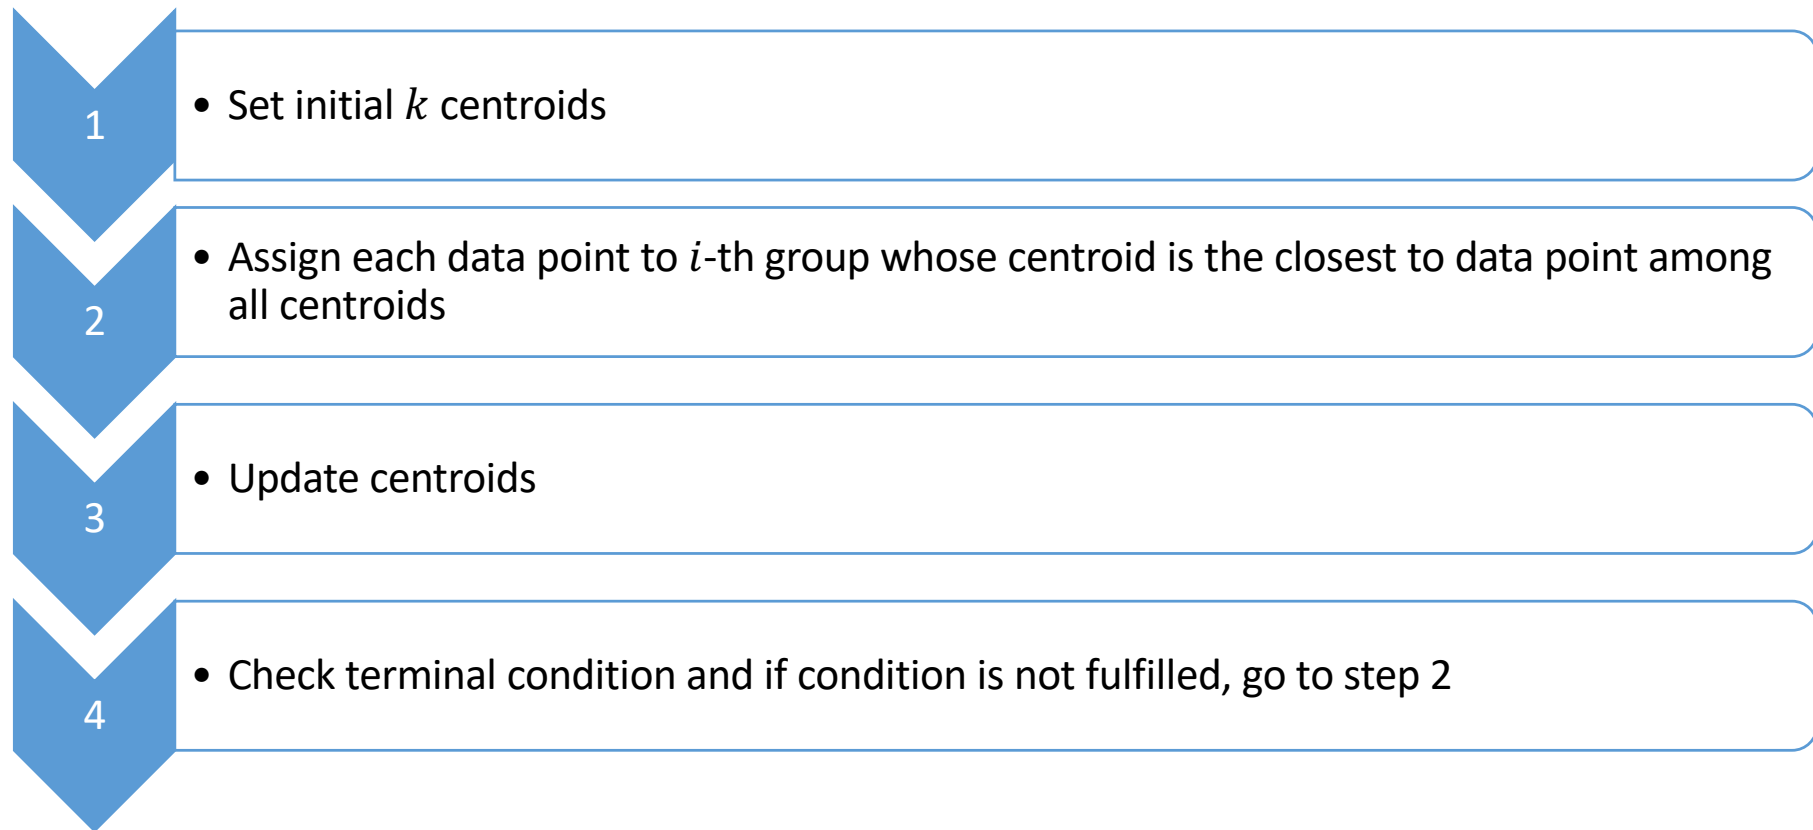 1
• Set initial k centroids
2
• Assign each data point to i-th group whose centroid is the closest to data point among
all centroids
3
• Update centroids
4
• Check terminal condition and if condition is not fulfilled, go to step 2